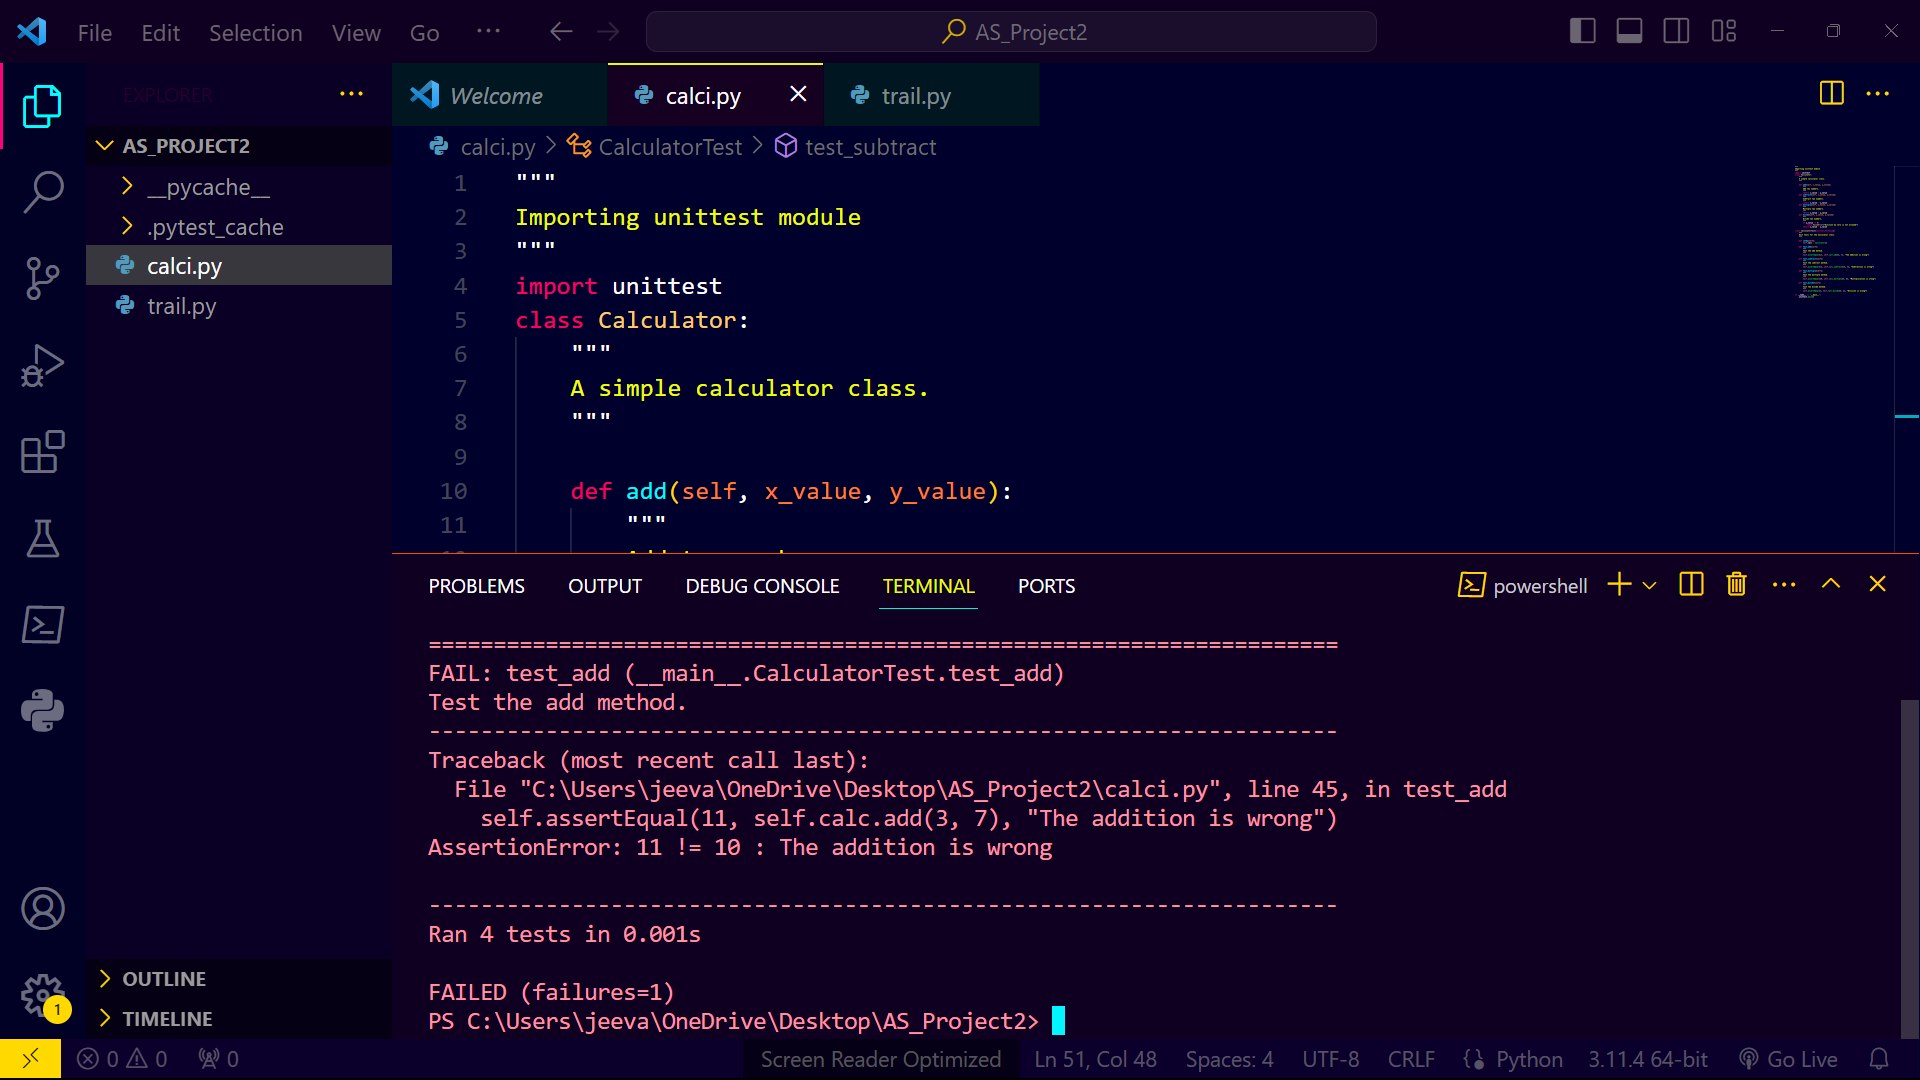 File Edit Selection View Go ···
AS_Project2
EXPLORER
AS_PROJECT2
__pycache__
.pytest_cache
calci.py
trail.py
OUTLINE
TIMELINE
Welcome
calci.py
trail.py
calci.py > CalculatorTest > test_subtract
1 """
2 Importing unittest module
3 """
4 import unittest
5 class Calculator:
6 """
7 A simple calculator class.
8 """
9
10 def add(self, x_value, y_value):
11 """
PROBLEMS OUTPUT DEBUG CONSOLE TERMINAL PORTS
powershell
======================================================================
FAIL: test_add (__main__.CalculatorTest.test_add)
Test the add method.
----------------------------------------------------------------------
Traceback (most recent call last):
  File "C:\Users\jeeva\OneDrive\Desktop\AS_Project2\calci.py", line 45, in test_add
    self.assertEqual(11, self.calc.add(3, 7), "The addition is wrong")
AssertionError: 11 != 10 : The addition is wrong
----------------------------------------------------------------------
Ran 4 tests in 0.001s
FAILED (failures=1)
PS C:\Users\jeeva\OneDrive\Desktop\AS_Project2>
1
0 0 0 Screen Reader Optimized Ln 51, Col 48 Spaces: 4 UTF-8 CRLF Python 3.11.4 64-bit Go Live